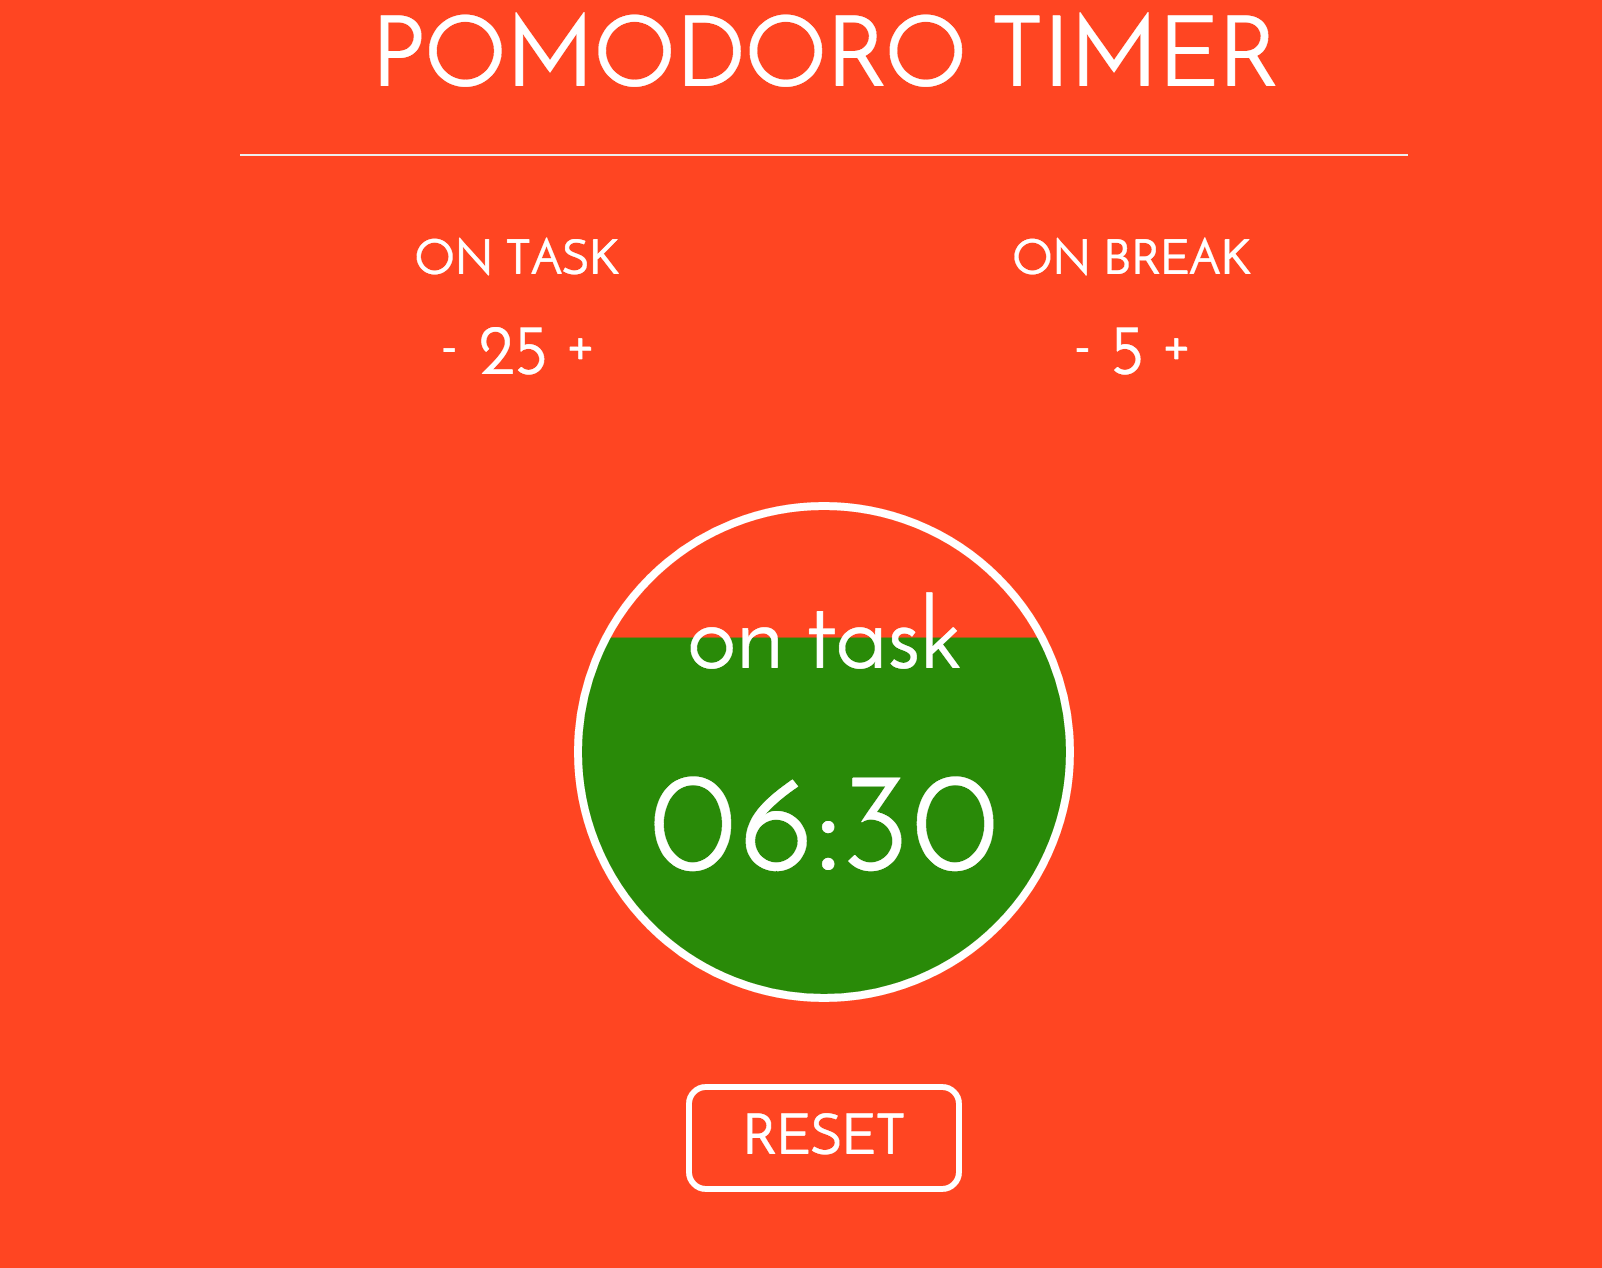 POMODORO TIMER
ON TASK
- 25 +
ON BREAK
- 5 +
on task
06:30
RESET